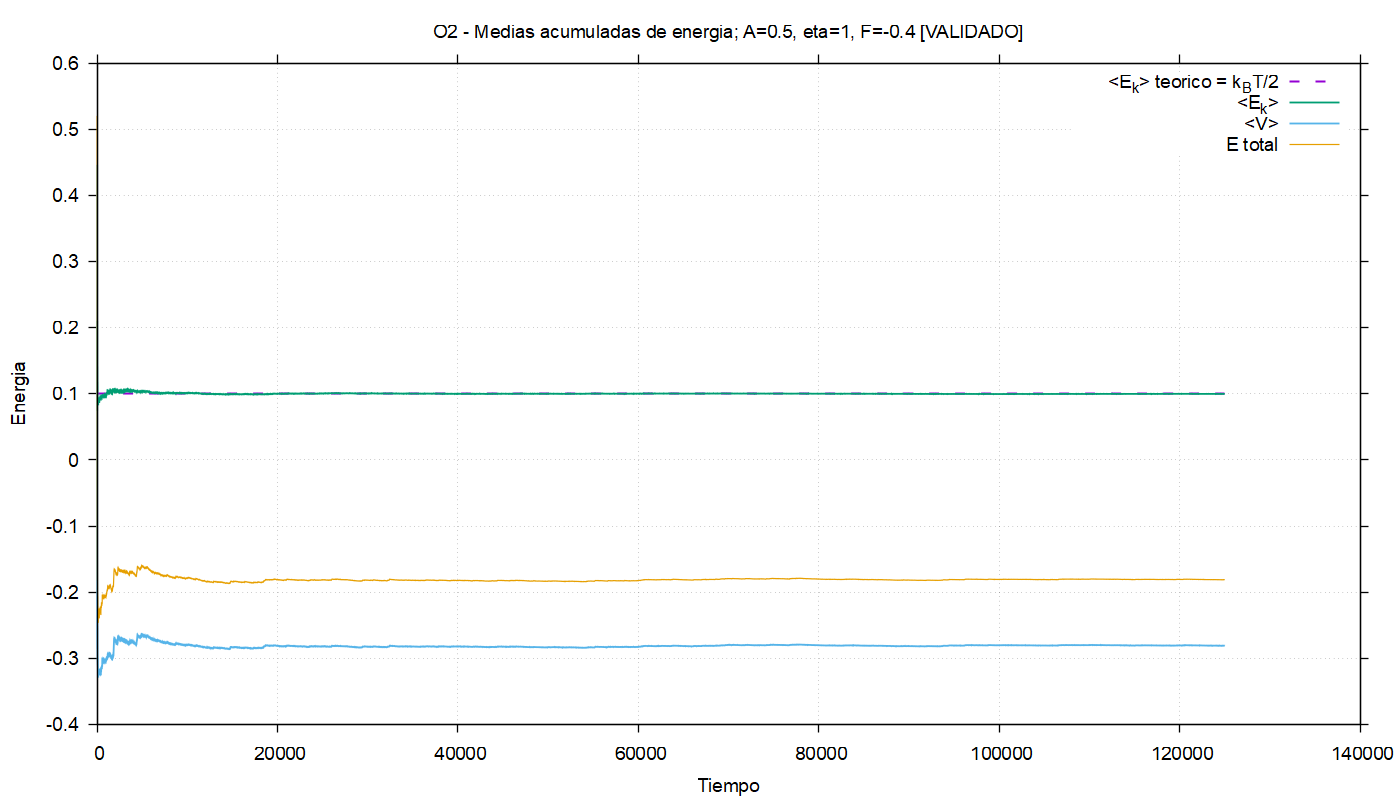 O2 - Medias acumuladas de energia; A=0.5, eta=1, F=-0.4 [VALIDADO]
0.6
<E_k> teorico = k_BT/2
<E_k>
<V>
E total
0.5
0.4
0.3
0.2
0.1
0
-0.1
-0.2
-0.3
-0.4
Energia
0 20000 40000 60000 80000 100000 120000 140000
Tiempo